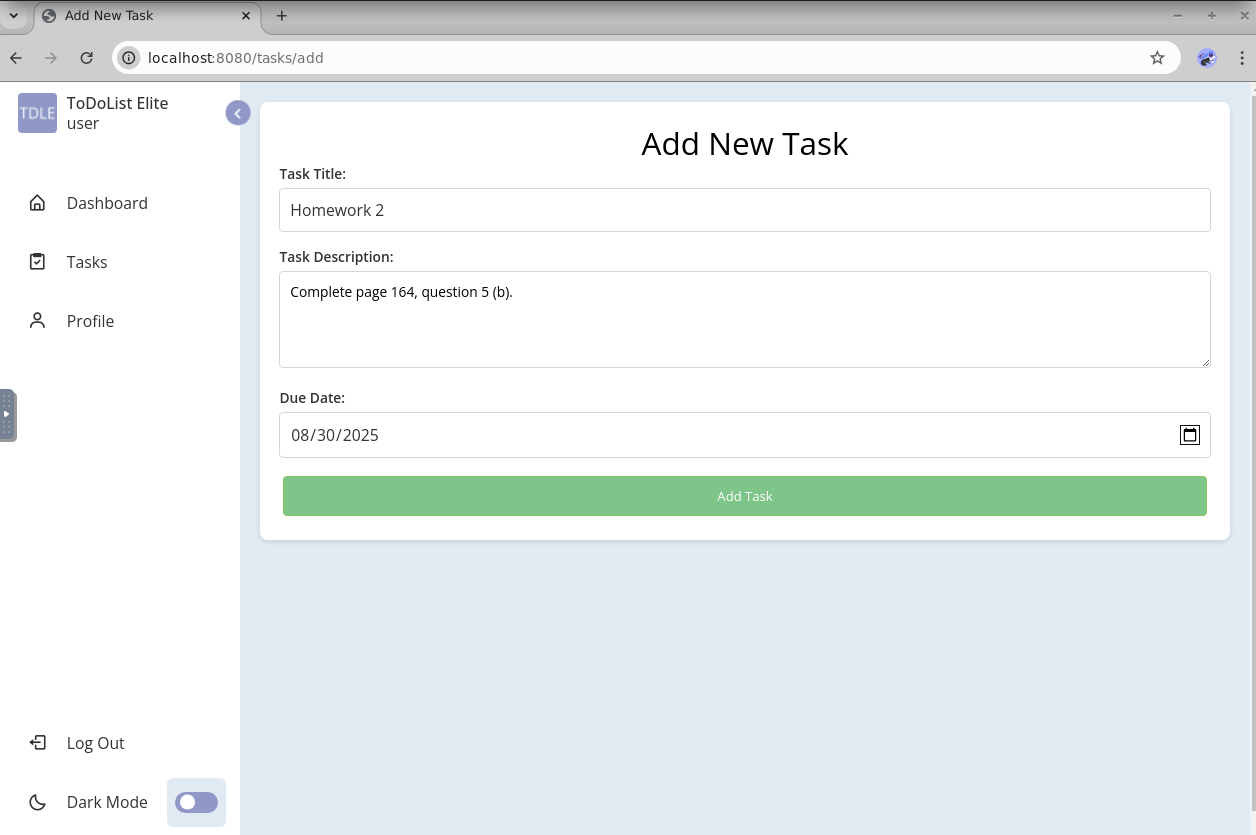 Add New Task
localhost:8080/tasks/add
TDLE
ToDoList Elite
user
Dashboard
Tasks
Profile
Log Out
Dark Mode
Add New Task
Task Title:
Homework 2
Task Description:
Complete page 164, question 5 (b).
Due Date:
08/30/2025
Add Task